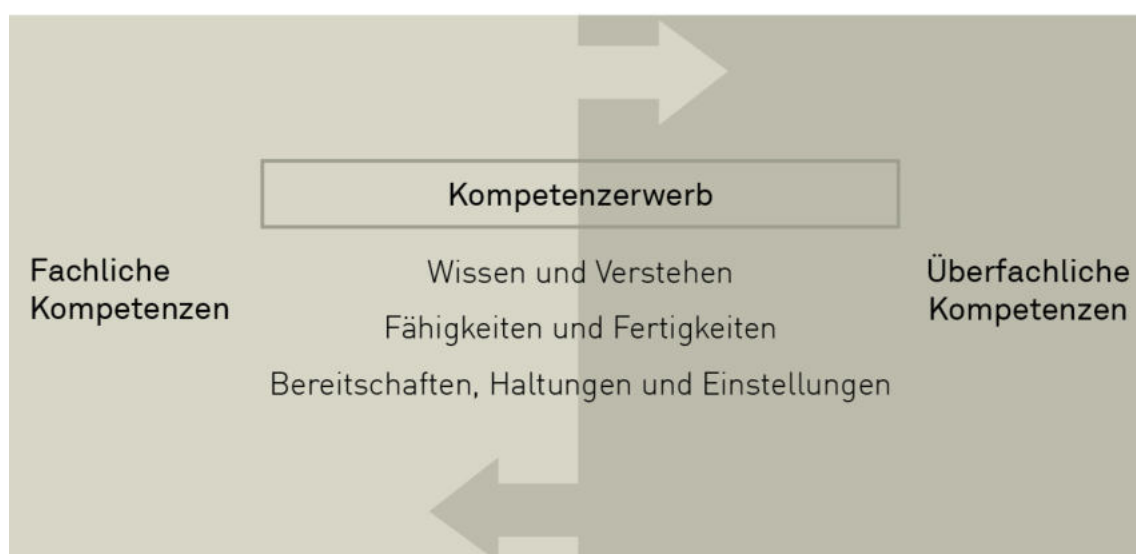 Kompetenzerwerb
Fachliche
Kompetenzen
Wissen und Verstehen
Fähigkeiten und Fertigkeiten
Bereitschaften, Haltungen und Einstellungen
Überfachliche
Kompetenzen